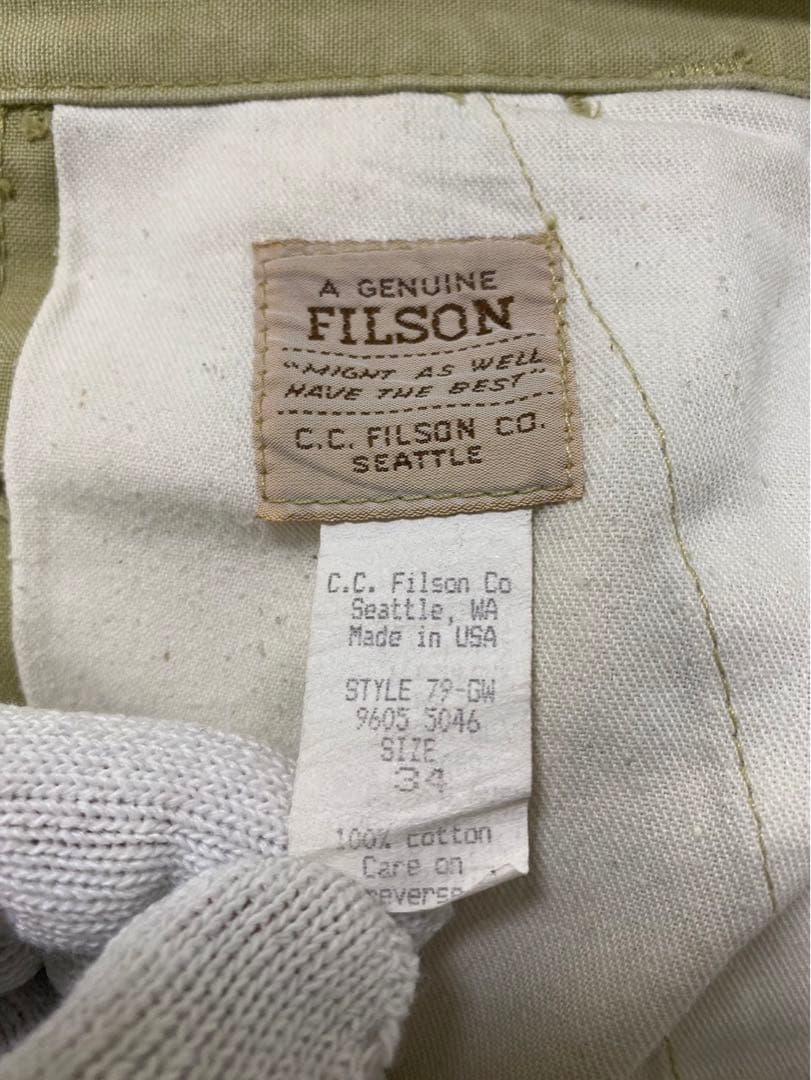 A GENUINE
FILSON
"MIGHT AS WELL
HAVE THE BEST"
C.C. FILSON CO.
SEATTLE
C.C. Filson Co
Seattle, WA
Made in USA
STYLE 79-GW
9605 5046
SIZE
34
100% cotton
Care on
reverse